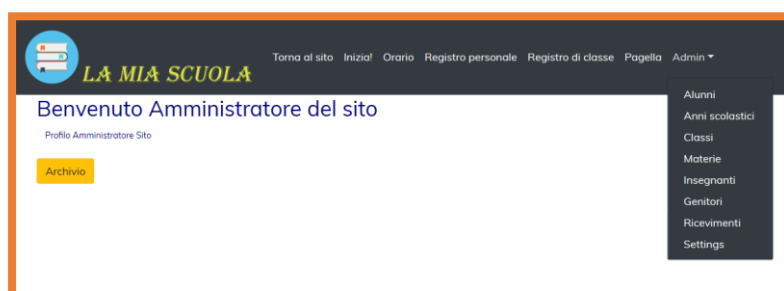 LA MIA SCUOLA
Torna al sito Inizia! Orario Registro personale Registro di classe Pagella Admin
Benvenuto Amministratore del sito
Profilo Amministratore Sito
Archivio
Alunni
Anni scolastici
Classi
Materie
Insegnanti
Genitori
Ricevimenti
Settings